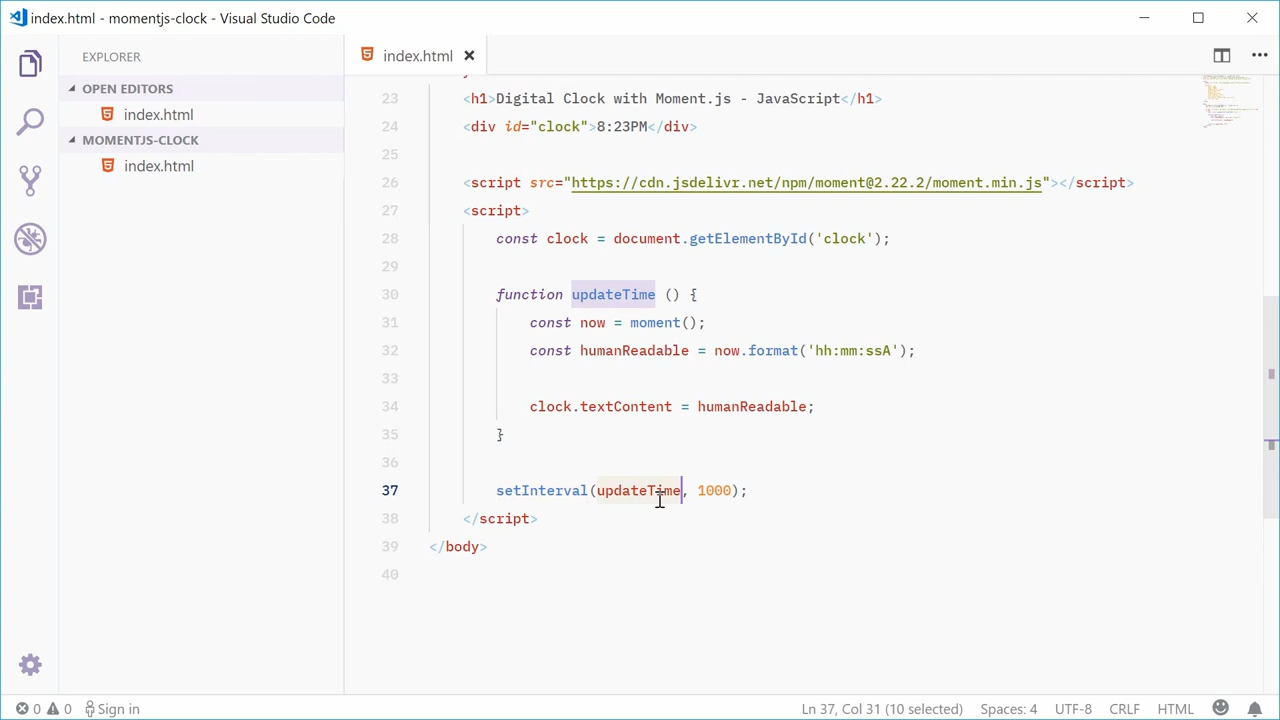 index.html - momentjs-clock - Visual Studio Code
EXPLORER
OPEN EDITORS
index.html
MOMENTJS-CLOCK
index.html
index.html
23 <h1>Digital Clock with Moment.js - JavaScript</h1>
24 <div id="clock">8:23PM</div>
25
26 <script src="https://cdn.jsdelivr.net/npm/moment@2.22.2/moment.min.js"></script>
27 <script>
28 const clock = document.getElementById('clock');
29
30 function updateTime () {
31 const now = moment();
32 const humanReadable = now.format('hh:mm:ssA');
33
34 clock.textContent = humanReadable;
35 }
36
37 setInterval(updateTime, 1000);
38 </script>
39 </body>
40
0 0 Sign in Ln 37, Col 31 (10 selected) Spaces: 4 UTF-8 CRLF HTML